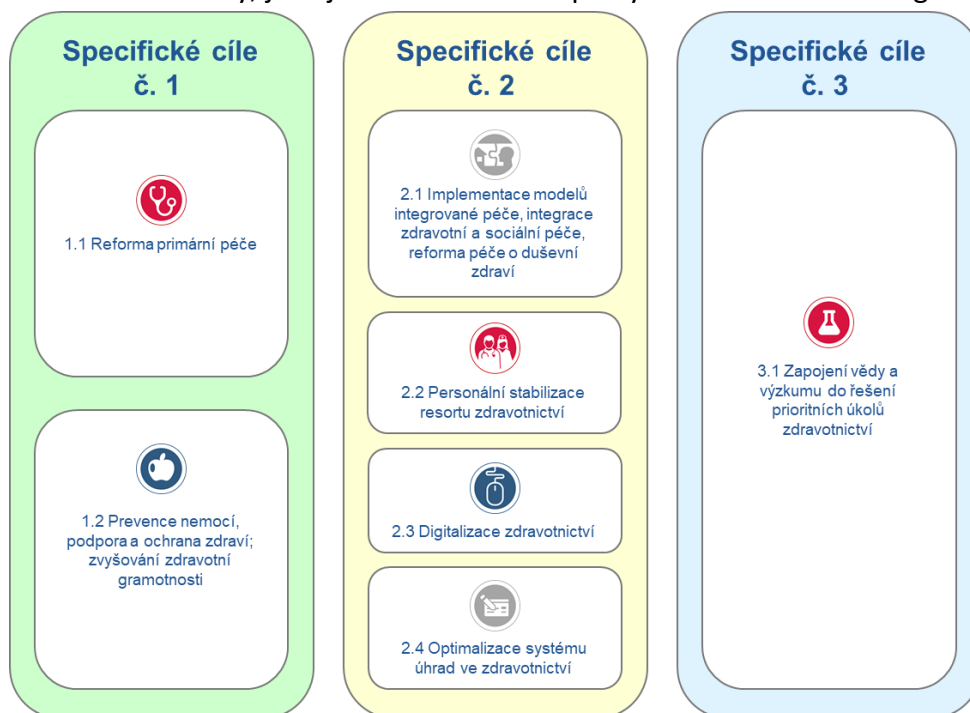 Specifické cíle
č. 1
1.1 Reforma primární péče
1.2 Prevence nemocí,
podpora a ochrana zdraví;
zvyšování zdravotní
gramotnosti
Specifické cíle
č. 2
2.1 Implementace modelů
integrované péče, integrace
zdravotní a sociální péče,
reforma péče o duševní
zdraví
2.2 Personální stabilizace
resortu zdravotnictví
2.3 Digitalizace zdravotnictví
2.4 Optimalizace systému
úhrad ve zdravotnictví
Specifické cíle
č. 3
3.1 Zapojení vědy a
výzkumu do řešení
prioritních úkolů
zdravotnictví